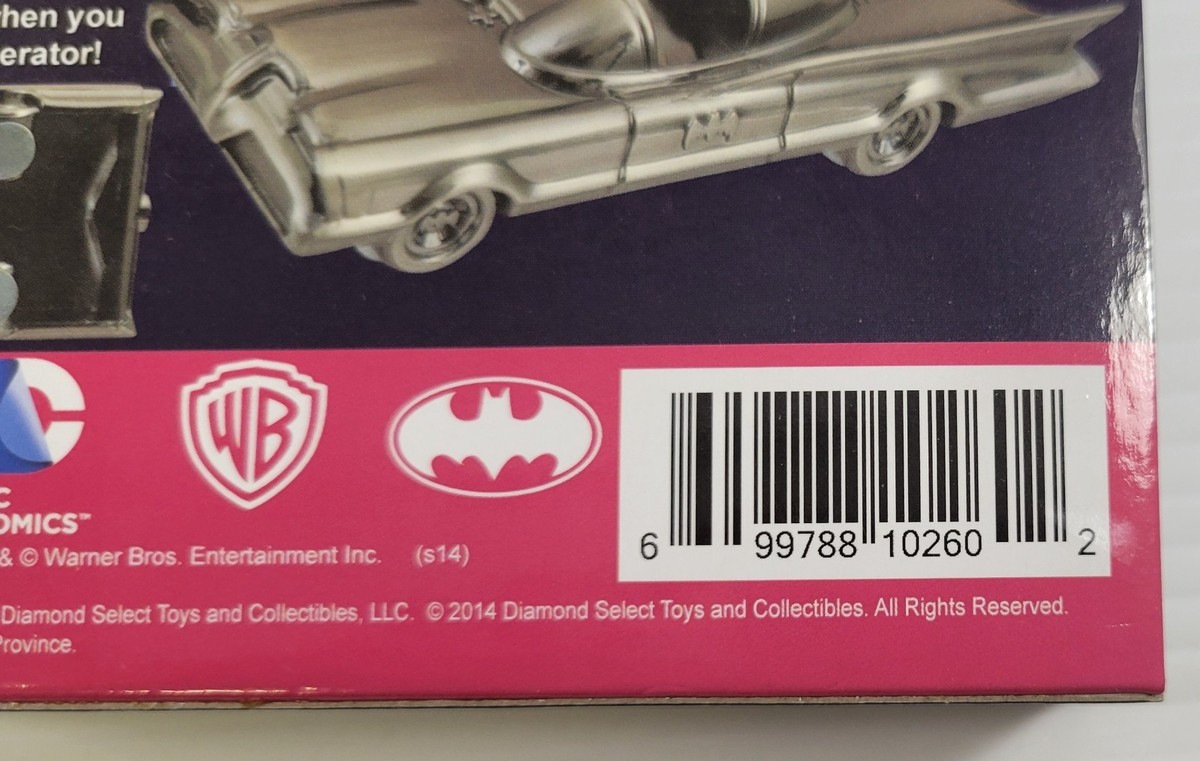 hen you
erator!
WB
C
OMICS™
& © Warner Bros. Entertainment Inc. (s14)
6 99788 10260 2
Diamond Select Toys and Collectibles, LLC. © 2014 Diamond Select Toys and Collectibles. All Rights Reserved.
Province.